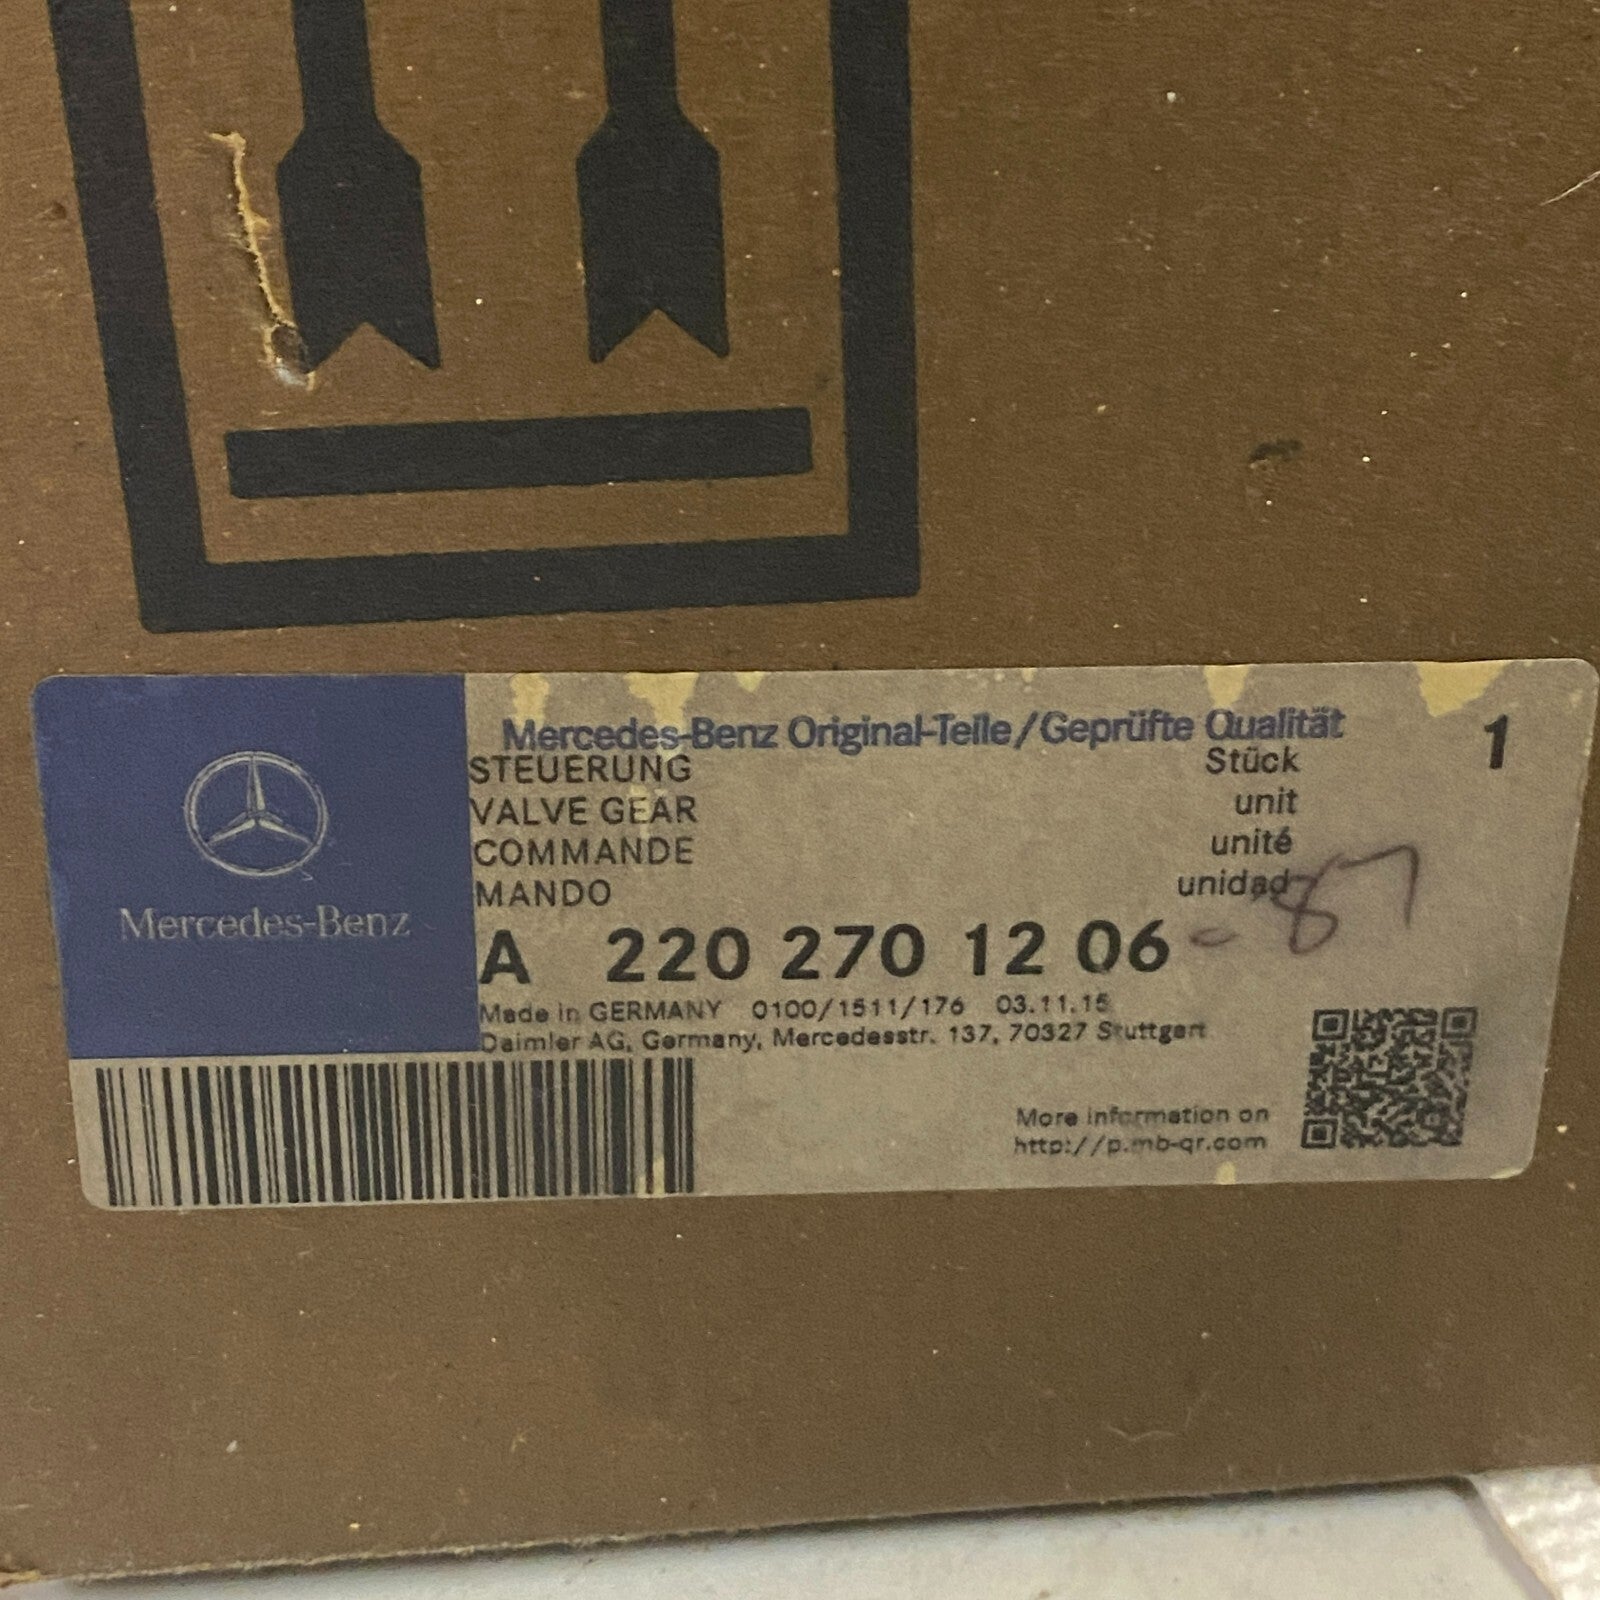 Mercedes-Benz
Mercedes-Benz Original-Teile/Geprüfte Qualität
STEUERUNG Stück 1
VALVE GEAR unit
COMMANDE unité
MANDO unidad
A 220 270 12 06 - 87
Made in GERMANY 0100/1511/176 03.11.15
Daimler AG, Germany, Mercedesstr. 137, 70327 Stuttgart
More information on
http://p.mb-qr.com